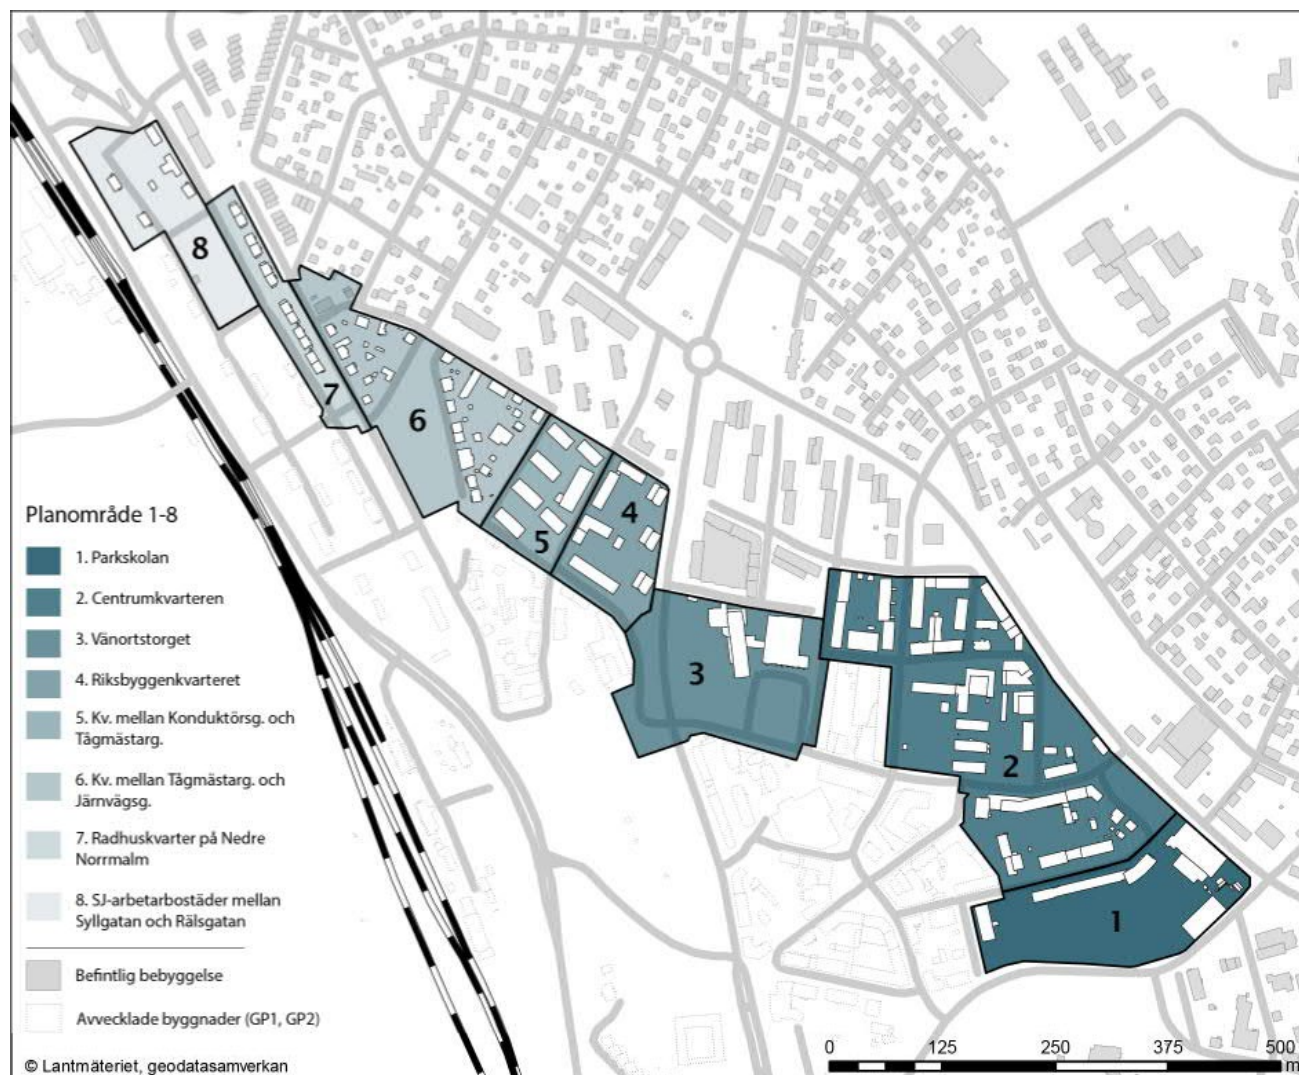 8
7
6
5
4
3
2
1
Planområde 1-8
1. Parkskolan
2. Centrumkvarteren
3. Vänortstorget
4. Riksbyggenkvarteret
5. Kv. mellan Konduktörsg. och
Tågmästarg.
6. Kv. mellan Tågmästarg. och
Järnvägsg.
7. Radhuskvarter på Nedre
Norrmalm
8. SJ-arbetarbostäder mellan
Syllgatan och Rälsgatan
Befintlig bebyggelse
Avvecklade byggnader (GP1, GP2)
© Lantmäteriet, geodatasamverkan
0 125 250 375 500
m